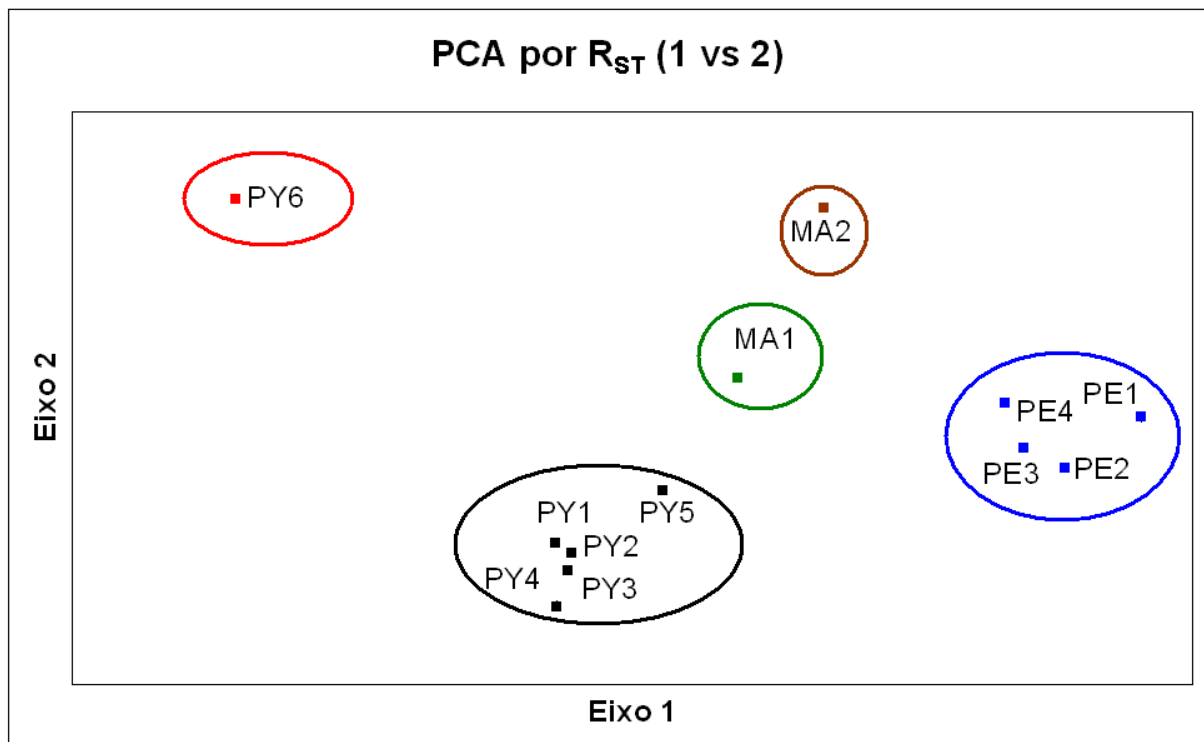 PCA por R_ST (1 vs 2)
PY6
MA2
MA1
PE1
PE4
PE3
PE2
PY1
PY5
PY2
PY4
PY3
Eixo 2
Eixo 1